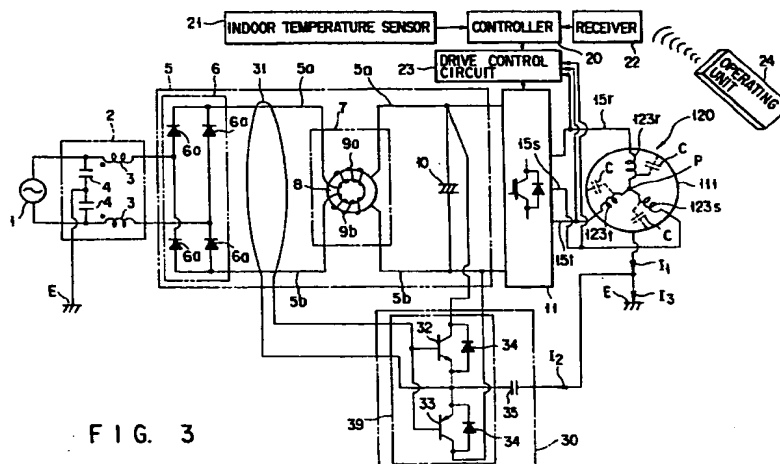 21
INDOOR TEMPERATURE SENSOR
CONTROLLER
RECEIVER
20
22
23
DRIVE CONTROL CIRCUIT
OPERATING UNIT
24
5
6
31
5a
5a
7
15r
120
2
6a
6a
9a
123r
C
1
3
4
4
3
8
10
15s
C
P
111
9b
123s
123t
C
6a
6a
15t
I1
E
5b
5b
11
E
I3
32
34
I2
35
33
34
39
30
FIG. 3